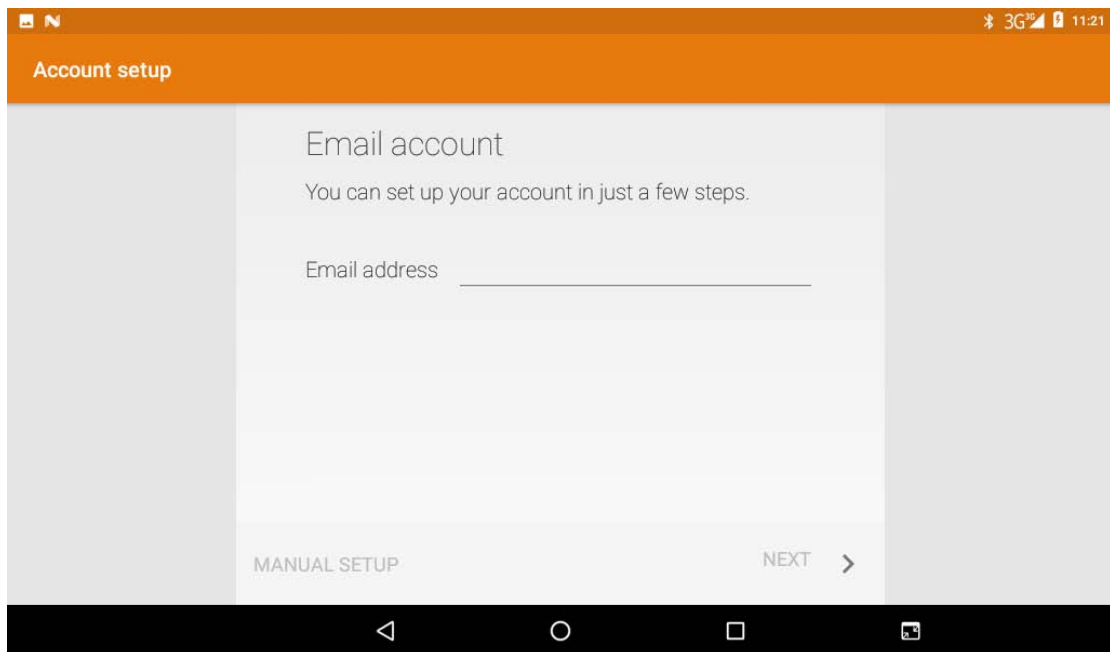 3G 3G 11:21
Account setup
Email account
You can set up your account in just a few steps.
Email address
MANUAL SETUP
NEXT